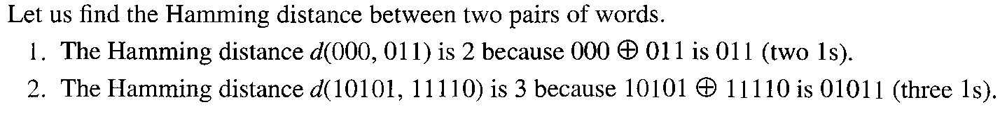 Let us find the Hamming distance between two pairs of words.
1. The Hamming distance d(000, 011) is 2 because 000 ⊕ 011 is 011 (two 1s).
2. The Hamming distance d(10101, 11110) is 3 because 10101 ⊕ 11110 is 01011 (three 1s).